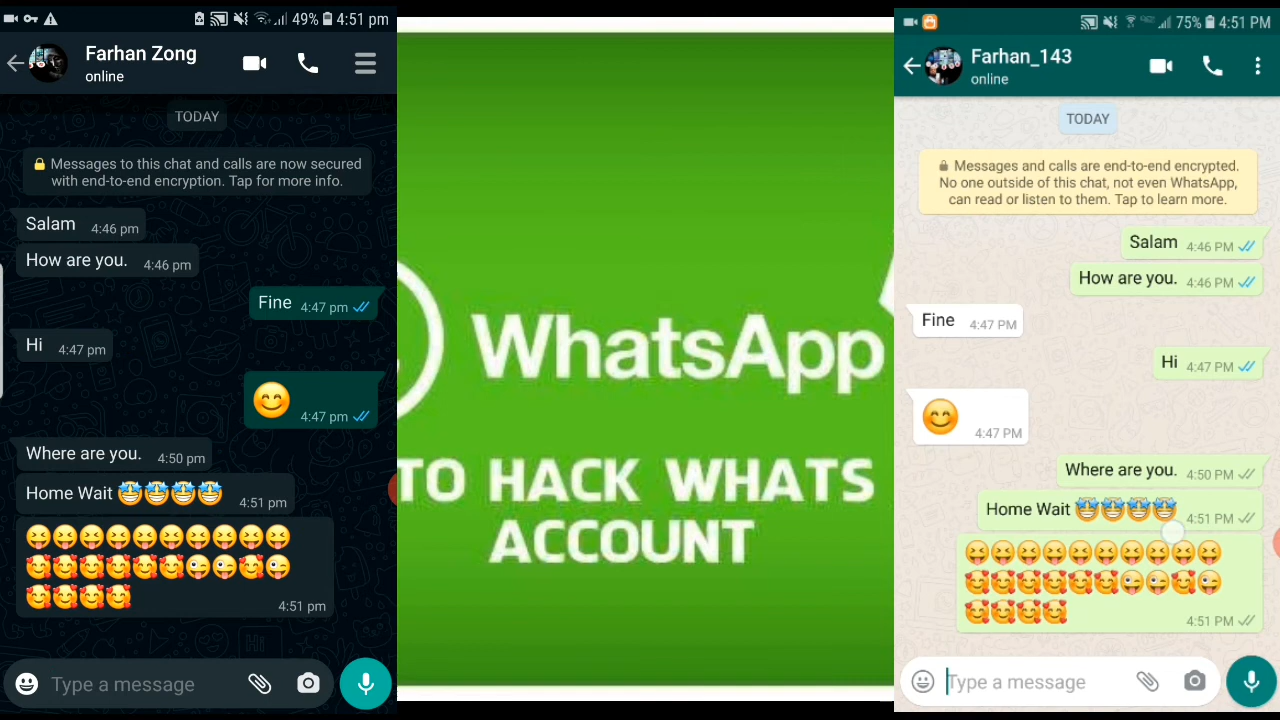 49% 4:51 pm
Farhan Zong
online
TODAY
Messages to this chat and calls are now secured
with end-to-end encryption. Tap for more info.
Salam 4:46 pm
How are you. 4:46 pm
Fine 4:47 pm
Hi 4:47 pm
😊 4:47 pm
Where are you. 4:50 pm
Home Wait 🤩🤩🤩🤩 4:51 pm
😝😝😝😝😝😝😝😝😝😝
🥰🥰🥰🥰🥰🥰😜😜🥰😜
🥰🥰🥰🥰 4:51 pm
Type a message
WhatsApp
TO HACK WHATS
ACCOUNT
75% 4:51 PM
Farhan_143
online
TODAY
Messages and calls are end-to-end encrypted.
No one outside of this chat, not even WhatsApp,
can read or listen to them. Tap to learn more.
Salam 4:46 PM
How are you. 4:46 PM
Fine 4:47 PM
Hi 4:47 PM
😊 4:47 PM
Where are you. 4:50 PM
Home Wait 🤩🤩🤩🤩 4:51 PM
😝😝😝😝😝😝😝😝😝😝
🥰🥰🥰🥰🥰🥰😜😜🥰😜
🥰🥰🥰🥰 4:51 PM
Type a message